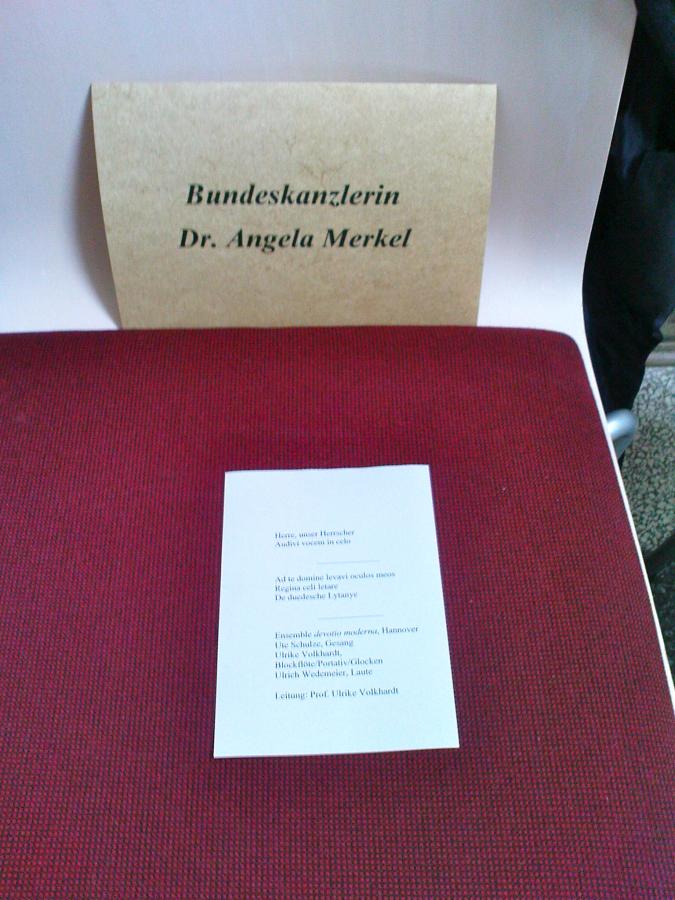 Bundeskanzlerin
Dr. Angela Merkel
Herre, unser Herrscher
Audivi vocem in celo
Ad te domine levavi oculos meos
Regina celi letare
De duedesche Lytanye
Ensemble devotio moderna, Hannover
Ute Schulze, Gesang
Ulrike Volkhardt,
Blockflöte/Portativ/Glocken
Ulrich Wedemeier, Laute
Leitung: Prof. Ulrike Volkhardt